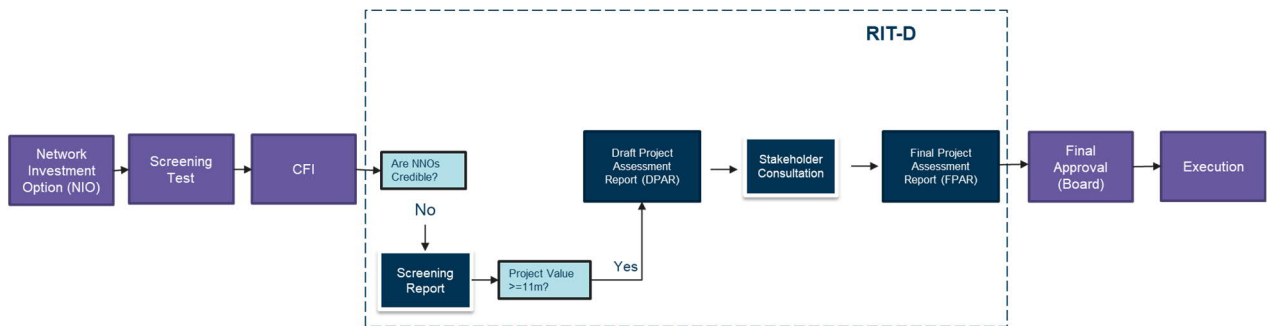 RIT-D
Network
Investment
Option (NIO)
Screening
Test
CFI
Are NNOs
Credible?
No
Screening
Report
Project Value
>=11m?
Yes
Draft Project
Assessment
Report (DPAR)
Stakeholder
Consultation
Final Project
Assessment
Report (FPAR)
Final
Approval
(Board)
Execution